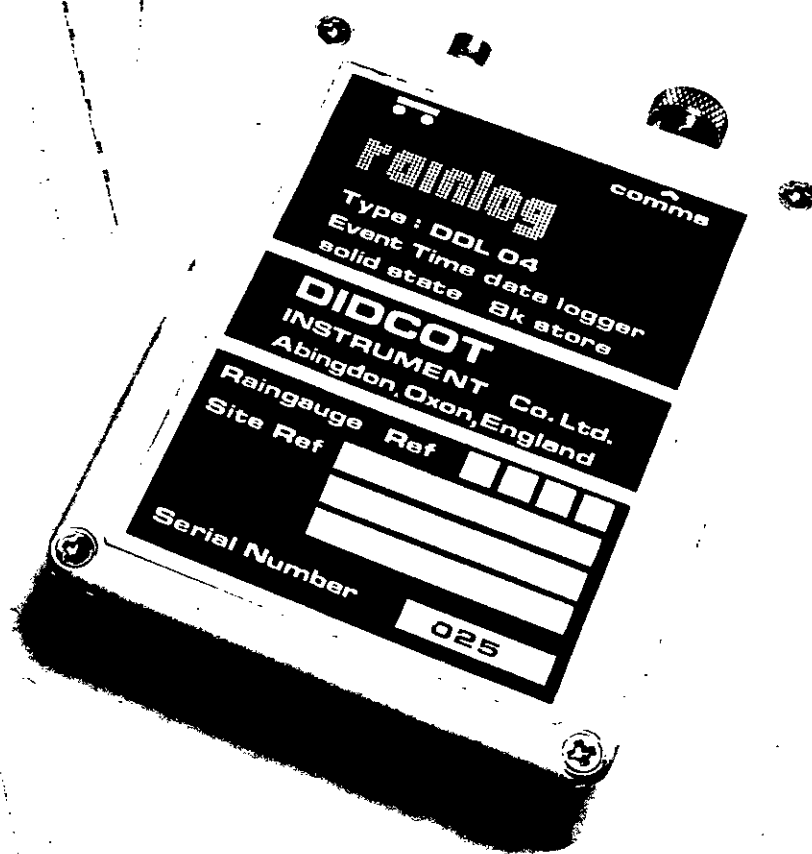 comms
rainlog
Type : DDL 04
Event Time data logger
solid state 8k store
DIDCOT
INSTRUMENT Co. Ltd.
Abingdon, Oxon, England
Raingauge Ref
Site Ref
Serial Number
025